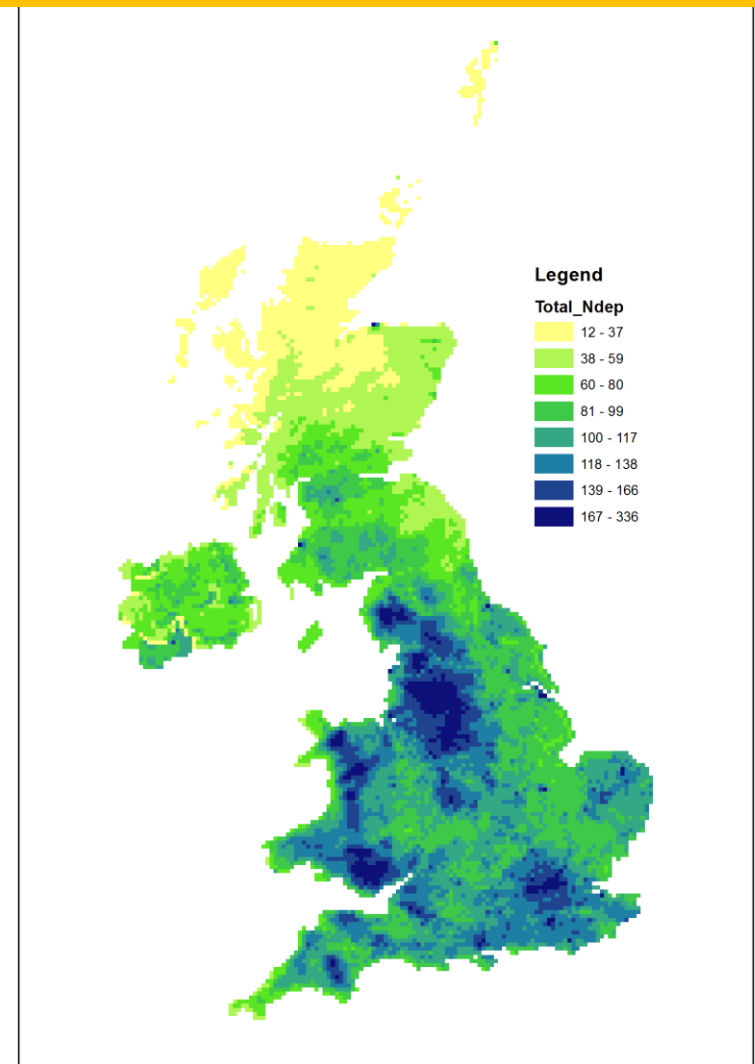 Legend
Total_Ndep
12 - 37
38 - 59
60 - 80
81 - 99
100 - 117
118 - 138
139 - 166
167 - 336